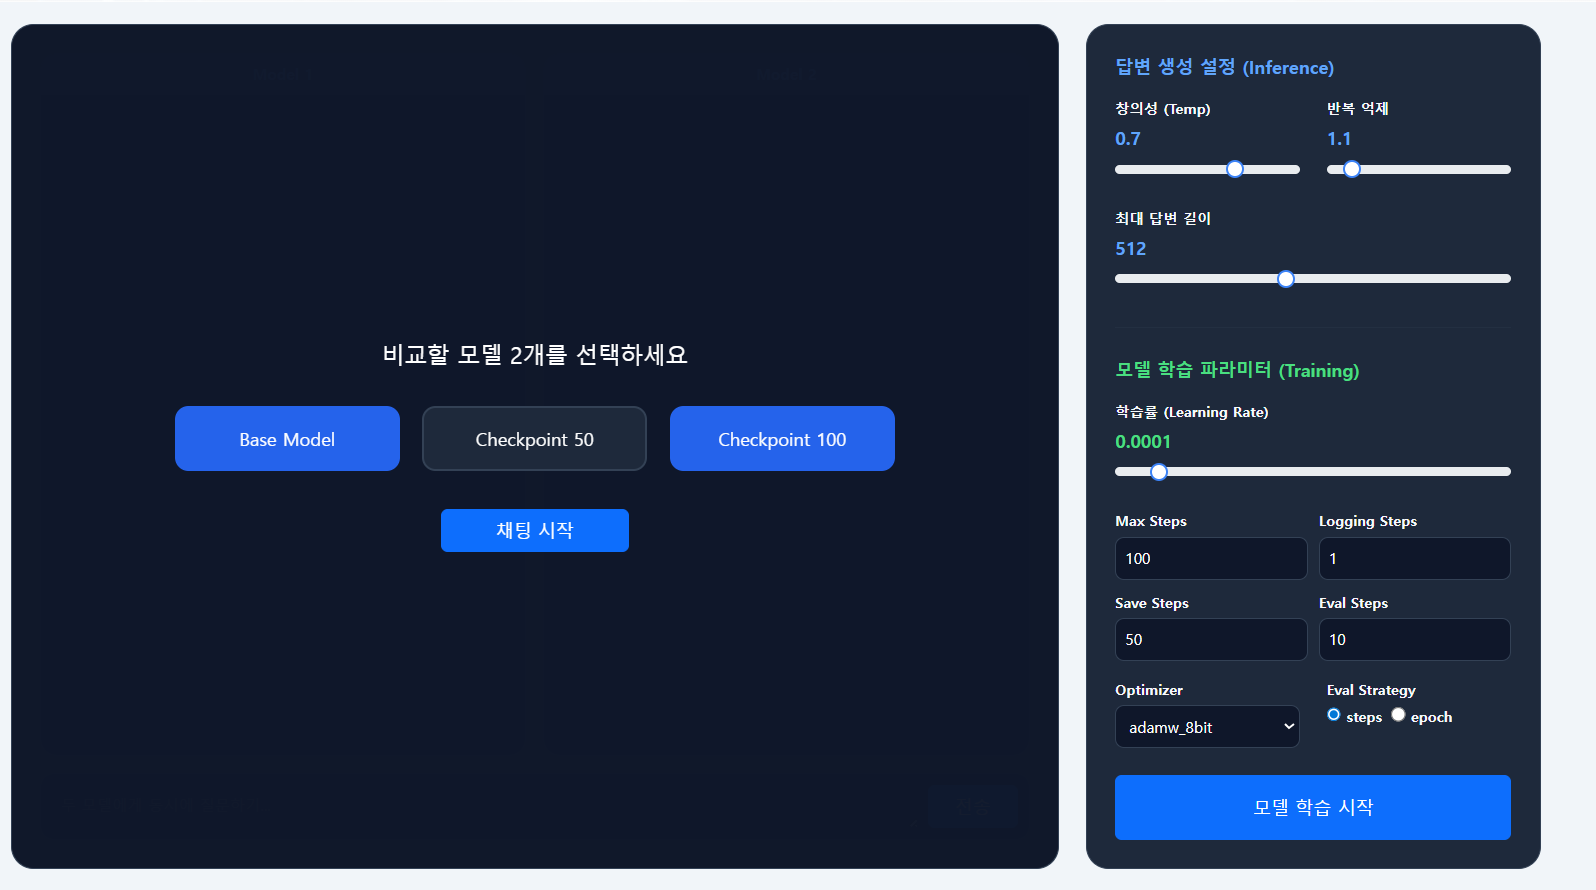 비교할 모델 2개를 선택하세요
Base Model
Checkpoint 50
Checkpoint 100
채팅 시작
답변 생성 설정 (Inference)
창의성 (Temp)
0.7
반복 억제
1.1
최대 답변 길이
512
모델 학습 파라미터 (Training)
학습률 (Learning Rate)
0.0001
Max Steps
100
Logging Steps
1
Save Steps
50
Eval Steps
10
Optimizer
adamw_8bit
Eval Strategy
steps epoch
모델 학습 시작